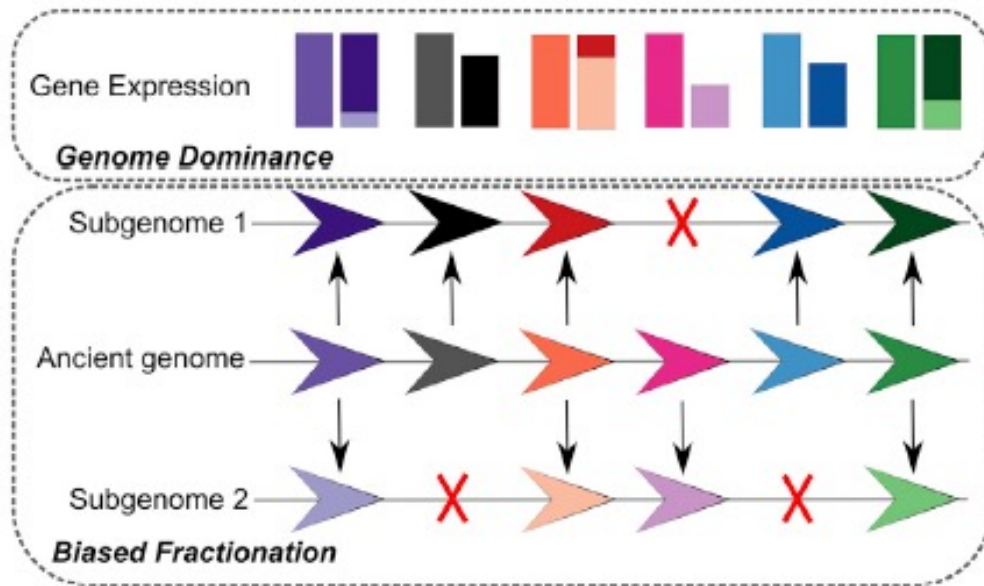 Gene Expression
Genome Dominance
Subgenome 1
Ancient genome
Subgenome 2
Biased Fractionation